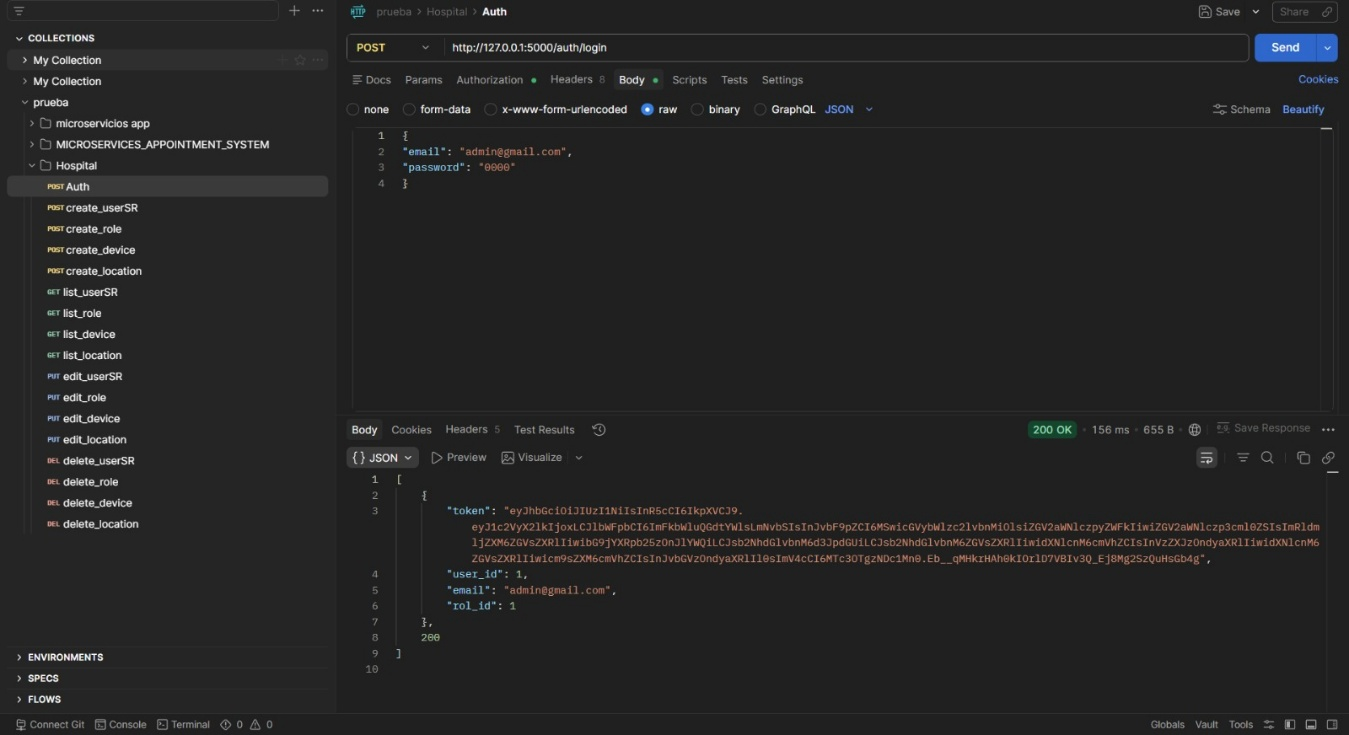 prueba > Hospital > Auth
Save
Share
COLLECTIONS
My Collection
My Collection
prueba
microservicios app
MICROSERVICES_APPOINTMENT_SYSTEM
Hospital
POST Auth
POST create_userSR
POST create_role
POST create_device
POST create_location
GET list_userSR
GET list_role
GET list_device
GET list_location
PUT edit_userSR
PUT edit_role
PUT edit_device
PUT edit_location
DEL delete_userSR
DEL delete_role
DEL delete_device
DEL delete_location
ENVIRONMENTS
SPECS
FLOWS
POST http://127.0.0.1:5000/auth/login Send
Docs Params Authorization Headers 8 Body Scripts Tests Settings Cookies
none form-data x-www-form-urlencoded raw binary GraphQL JSON Schema Beautify
1 {
2 "email": "admin@gmail.com",
3 "password": "0000"
4 }
Body Cookies Headers 5 Test Results 200 OK 156 ms 655 B Save Response
{} JSON Preview Visualize
1 [
2 {
3 "token": "eyJhbGciOiJIUzI1NiIsInR5cCI6IkpXVCJ9.
4 "user_id": 1,
5 "email": "admin@gmail.com",
6 "rol_id": 1
7 },
8 200
9 ]
10
Connect Git Console Terminal 0 0 Globals Vault Tools